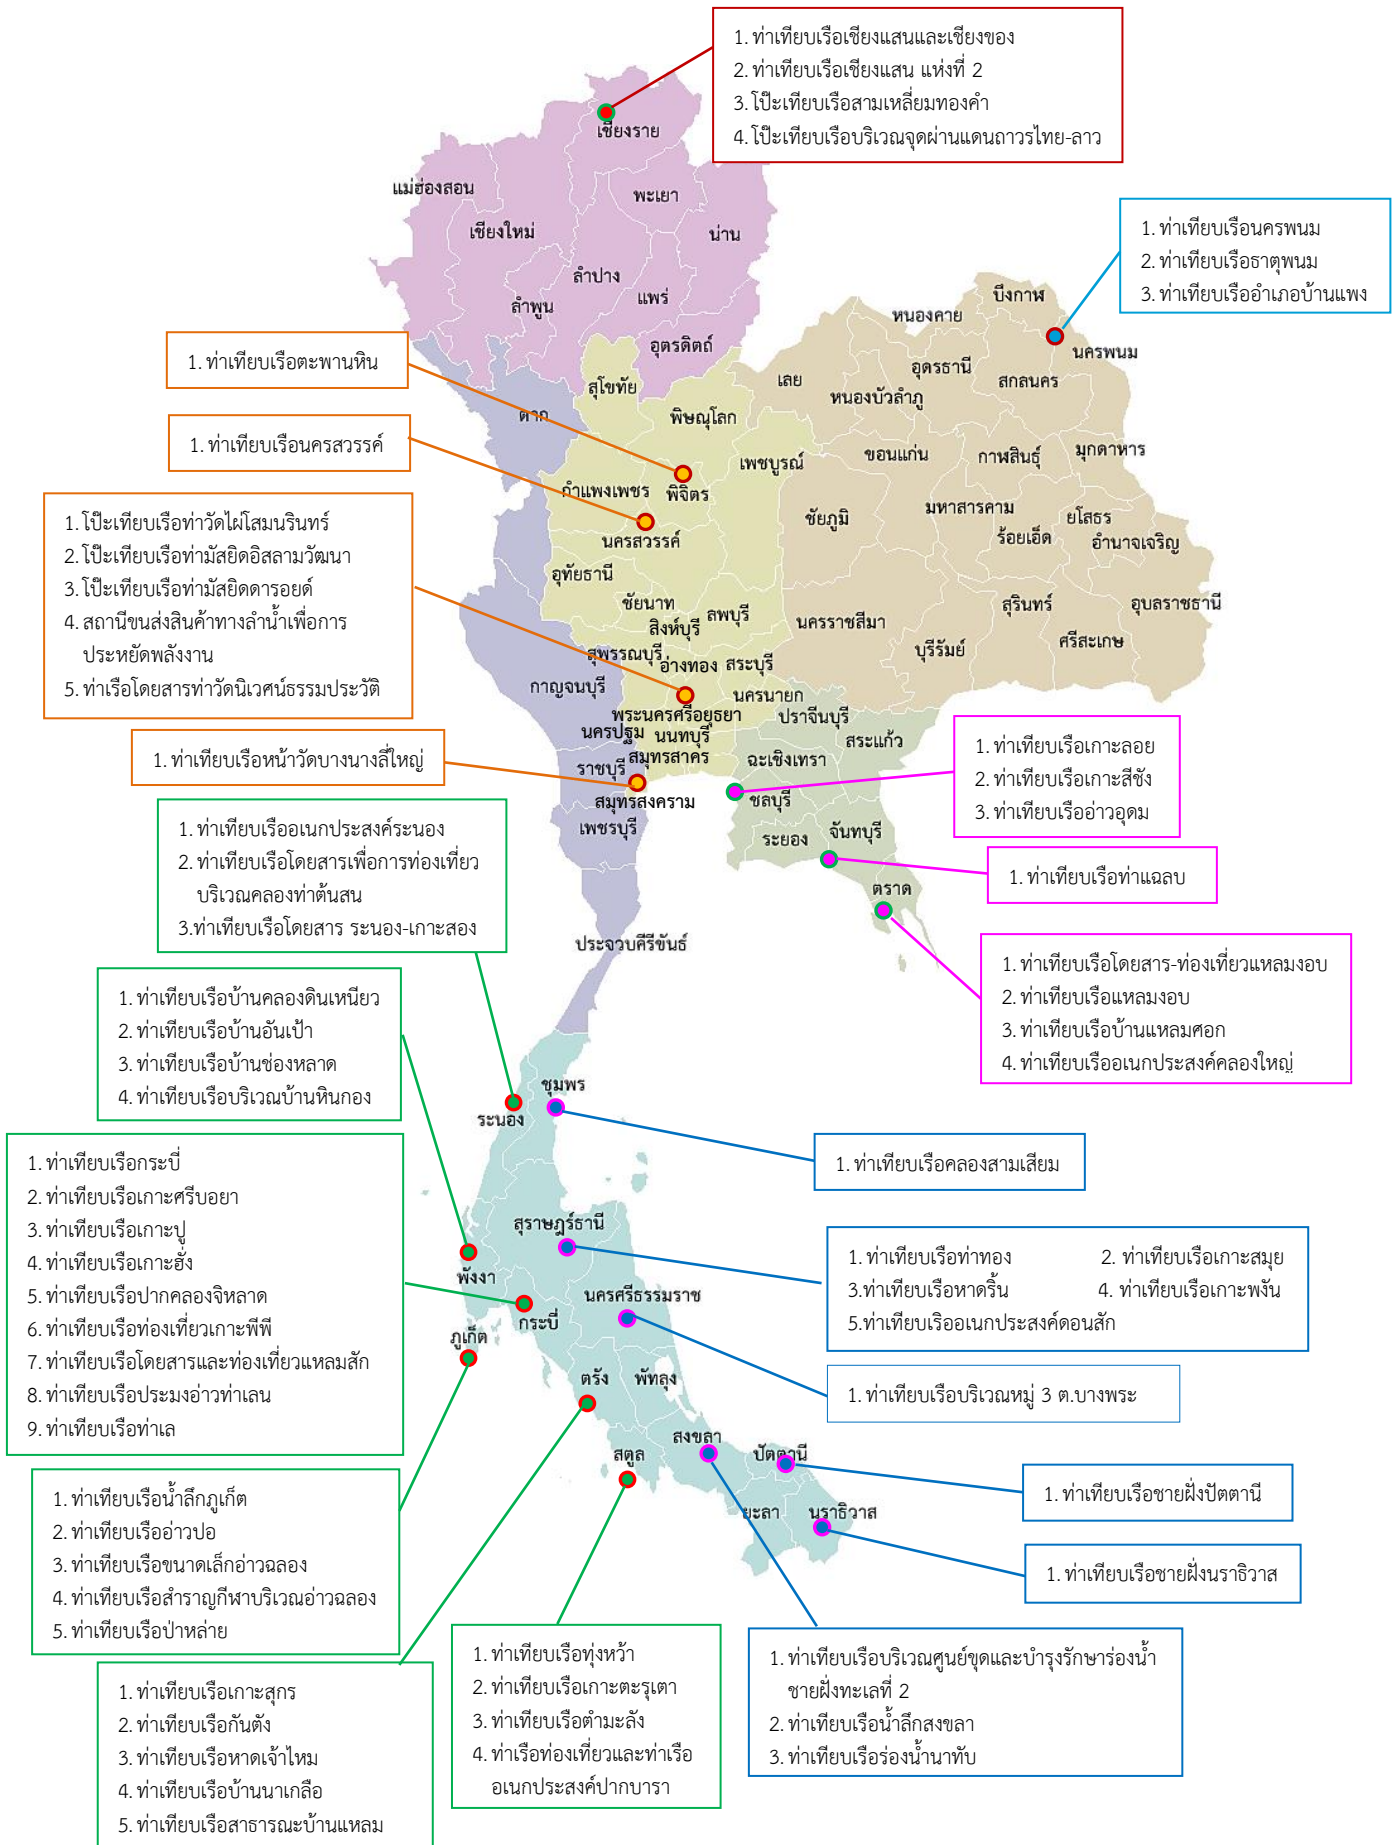 1. ท่าเทียบเรือเชียงแสนและเชียงของ
2. ท่าเทียบเรือเชียงแสน แห่งที่ 2
3. โป๊ะเทียบเรือสามเหลี่ยมทองคำ
4. โป๊ะเทียบเรือบริเวณจุดผ่านแดนถาวรไทย-ลาว
เชียงราย
แม่ฮ่องสอน
พะเยา
เชียงใหม่
น่าน
ลำปาง
ลำพูน
แพร่
อุตรดิตถ์
1. ท่าเทียบเรือนครพนม
2. ท่าเทียบเรือธาตุพนม
3. ท่าเทียบเรืออำเภอบ้านแพง
บึงกาฬ
หนองคาย
นครพนม
อุดรธานี
สกลนคร
เลย
หนองบัวลำภู
1. ท่าเทียบเรือตะพานหิน
สุโขทัย
ตาก
พิษณุโลก
1. ท่าเทียบเรือนครสวรรค์
เพชบูรณ์
ขอนแก่น
กาฬสินธุ์
มุกดาหาร
กำแพงเพชร
พิจิตร
นครสวรรค์
ชัยภูมิ
มหาสารคาม
ร้อยเอ็ด
ยโสธร
อำนาจเจริญ
1. โป๊ะเทียบเรือท่าวัดไผ่โสมนรินทร์
2. โป๊ะเทียบเรือท่ามัสยิดอิสลามวัฒนา
3. โป๊ะเทียบเรือท่ามัสยิดดารอยด์
4. สถานีขนส่งสินค้าทางลำน้ำเพื่อการ
ประหยัดพลังงาน
5. ท่าเรือโดยสารท่าวัดนิเวศน์ธรรมประวัติ
อุทัยธานี
ชัยนาท
สิงห์บุรี
ลพบุรี
นครราชสีมา
สุรินทร์
อุบลราชธานี
บุรีรัมย์
ศรีสะเกษ
สุพรรณบุรี
อ่างทอง
สระบุรี
กาญจนบุรี
นครนายก
พระนครศรีอยุธยา
ปราจีนบุรี
นครปฐม
นนทบุรี
สระแก้ว
สมุทรสาคร
ฉะเชิงเทรา
ราชบุรี
1. ท่าเทียบเรือหน้าวัดบางนางลี่ใหญ่
สมุทรสงคราม
ชลบุรี
เพชรบุรี
ระยอง
จันทบุรี
ตราด
1. ท่าเทียบเรือเกาะลอย
2. ท่าเทียบเรือเกาะสีชัง
3. ท่าเทียบเรืออ่าวอุดม
1. ท่าเทียบเรือท่าแฉลบ
1. ท่าเทียบเรืออเนกประสงค์ระนอง
2. ท่าเทียบเรือโดยสารเพื่อการท่องเที่ยว
บริเวณคลองท่าต้นสน
3.ท่าเทียบเรือโดยสาร ระนอง-เกาะสอง
ประจวบคีรีขันธ์
1. ท่าเทียบเรือโดยสาร-ท่องเที่ยวแหลมงอบ
2. ท่าเทียบเรือแหลมงอบ
3. ท่าเทียบเรือบ้านแหลมศอก
4. ท่าเทียบเรืออเนกประสงค์คลองใหญ่
1. ท่าเทียบเรือบ้านคลองดินเหนียว
2. ท่าเทียบเรือบ้านอันเป้า
3. ท่าเทียบเรือบ้านช่องหลาด
4. ท่าเทียบเรือบริเวณบ้านหินกอง
ชุมพร
ระนอง
1. ท่าเทียบเรือคลองสามเสียม
1. ท่าเทียบเรือกระบี่
2. ท่าเทียบเรือเกาะศรีบอยา
3. ท่าเทียบเรือเกาะปู
4. ท่าเทียบเรือเกาะฮั่ง
5. ท่าเทียบเรือปากคลองจิหลาด
6. ท่าเทียบเรือท่องเที่ยวเกาะพีพี
7. ท่าเทียบเรือโดยสารและท่องเที่ยวแหลมสัก
8. ท่าเทียบเรือประมงอ่าวท่าเลน
9. ท่าเทียบเรือท่าเล
สุราษฎร์ธานี
พังงา
นครศรีธรรมราช
กระบี่
ภูเก็ต
ตรัง
พัทลุง
1. ท่าเทียบเรือท่าทอง 2. ท่าเทียบเรือเกาะสมุย
3.ท่าเทียบเรือหาดริ้น 4. ท่าเทียบเรือเกาะพงัน
5.ท่าเทียบเรืออเนกประสงค์ดอนสัก
1. ท่าเทียบเรือบริเวณหมู่ 3 ต.บางพระ
สงขลา
สตูล
ปัตตานี
ยะลา
นราธิวาส
1. ท่าเทียบเรือชายฝั่งปัตตานี
1. ท่าเทียบเรือชายฝั่งนราธิวาส
1. ท่าเทียบเรือน้ำลึกภูเก็ต
2. ท่าเทียบเรืออ่าวปอ
3. ท่าเทียบเรือขนาดเล็กอ่าวฉลอง
4. ท่าเทียบเรือสำราญกีฬาบริเวณอ่าวฉลอง
5. ท่าเทียบเรือป่าหล่าย
1. ท่าเทียบเรือเกาะสุกร
2. ท่าเทียบเรือกันตัง
3. ท่าเทียบเรือหาดเจ้าไหม
4. ท่าเทียบเรือบ้านนาเกลือ
5. ท่าเทียบเรือสาธารณะบ้านแหลม
1. ท่าเทียบเรือทุ่งหว้า
2. ท่าเทียบเรือเกาะตะรุเตา
3. ท่าเทียบเรือตำมะลัง
4. ท่าเรือท่องเที่ยวและท่าเรือ
อเนกประสงค์ปากบารา
1. ท่าเทียบเรือบริเวณศูนย์ขุดและบำรุงรักษาร่องน้ำ
ชายฝั่งทะเลที่ 2
2. ท่าเทียบเรือน้ำลึกสงขลา
3. ท่าเทียบเรือร่องน้ำนาทับ